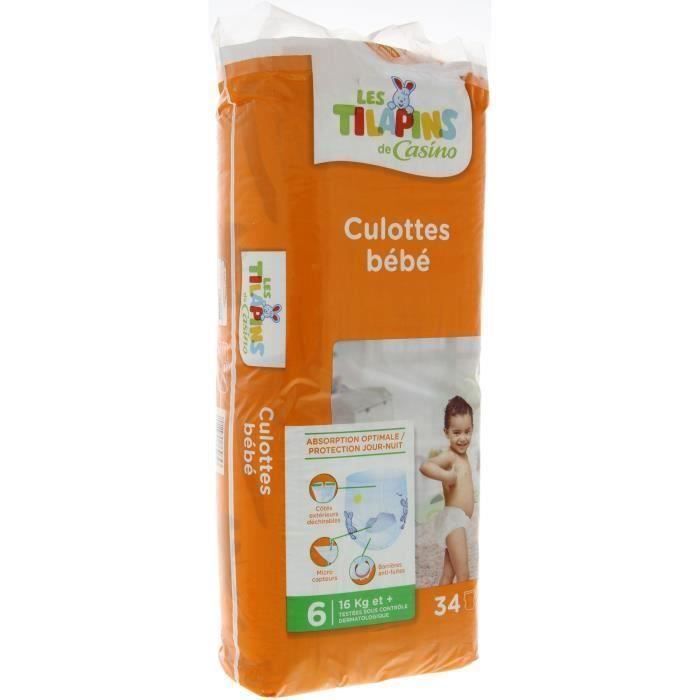 LES
TILAPINS
de Casino
Culottes
bébé
LES
TILAPINS
de Casino
Culottes
bébé
ABSORPTION OPTIMALE /
PROTECTION JOUR-NUIT
Côtés
extérieurs
déchirables
Micro
capteurs
Barrières
anti-fuites
6
16 Kg et +
TESTÉES SOUS CONTRÔLE
DERMATOLOGIQUE
34